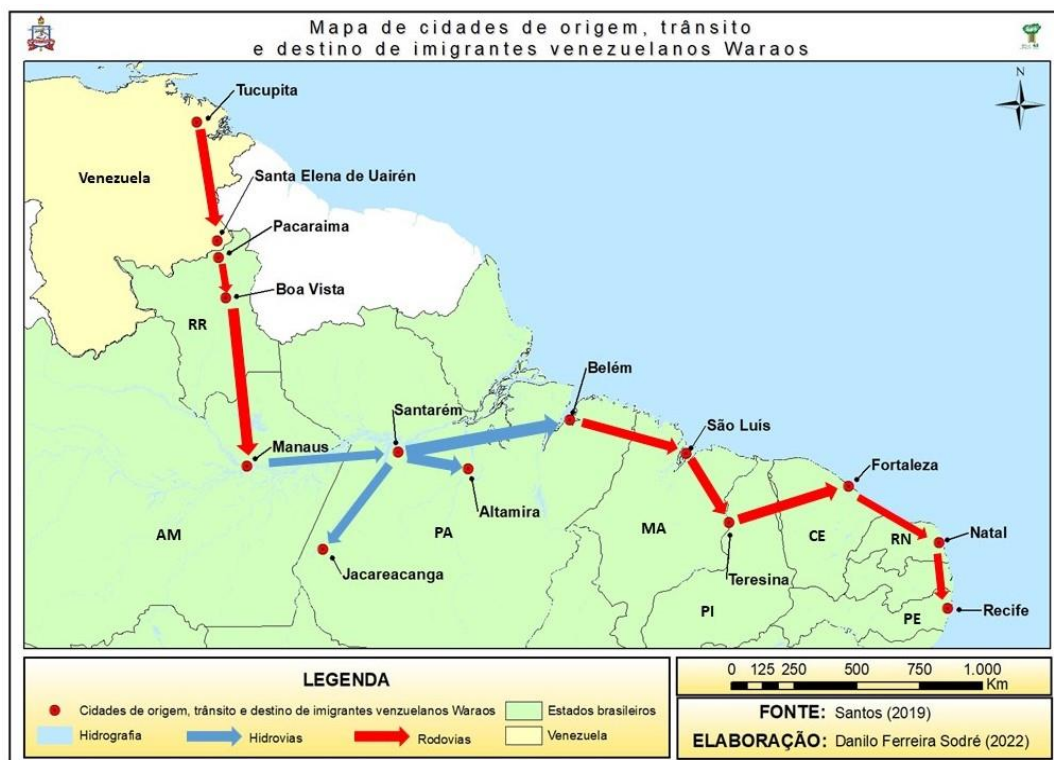 Mapa de cidades de origem, trânsito
e destino de imigrantes venezuelanos Waraos
N
Tucupita
Venezuela
Santa Elena de Uairén
Pacaraima
Boa Vista
RR
Belém
Santarém
São Luís
Manaus
Fortaleza
Altamira
AM
PA
MA
CE
RN
Natal
Jacareacanga
Teresina
PI
PE
Recife
LEGENDA
Cidades de origem, trânsito e destino de imigrantes venzuelanos Waraos
Estados brasileiros
Hidrografia
Hidrovias
Rodovias
Venezuela
0 125 250 500 750 1.000
Km
FONTE: Santos (2019)
ELABORAÇÃO: Danilo Ferreira Sodré (2022)